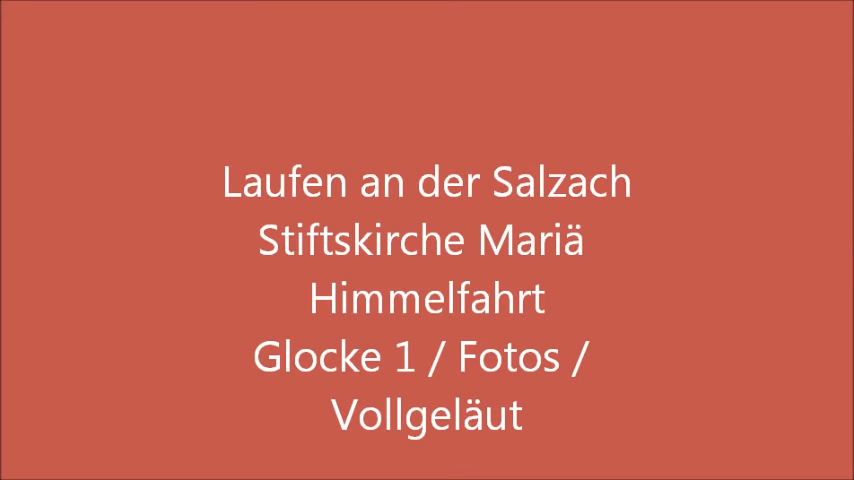 Laufen an der Salzach
Stiftskirche Mariä
Himmelfahrt
Glocke 1 / Fotos /
Vollgeläut